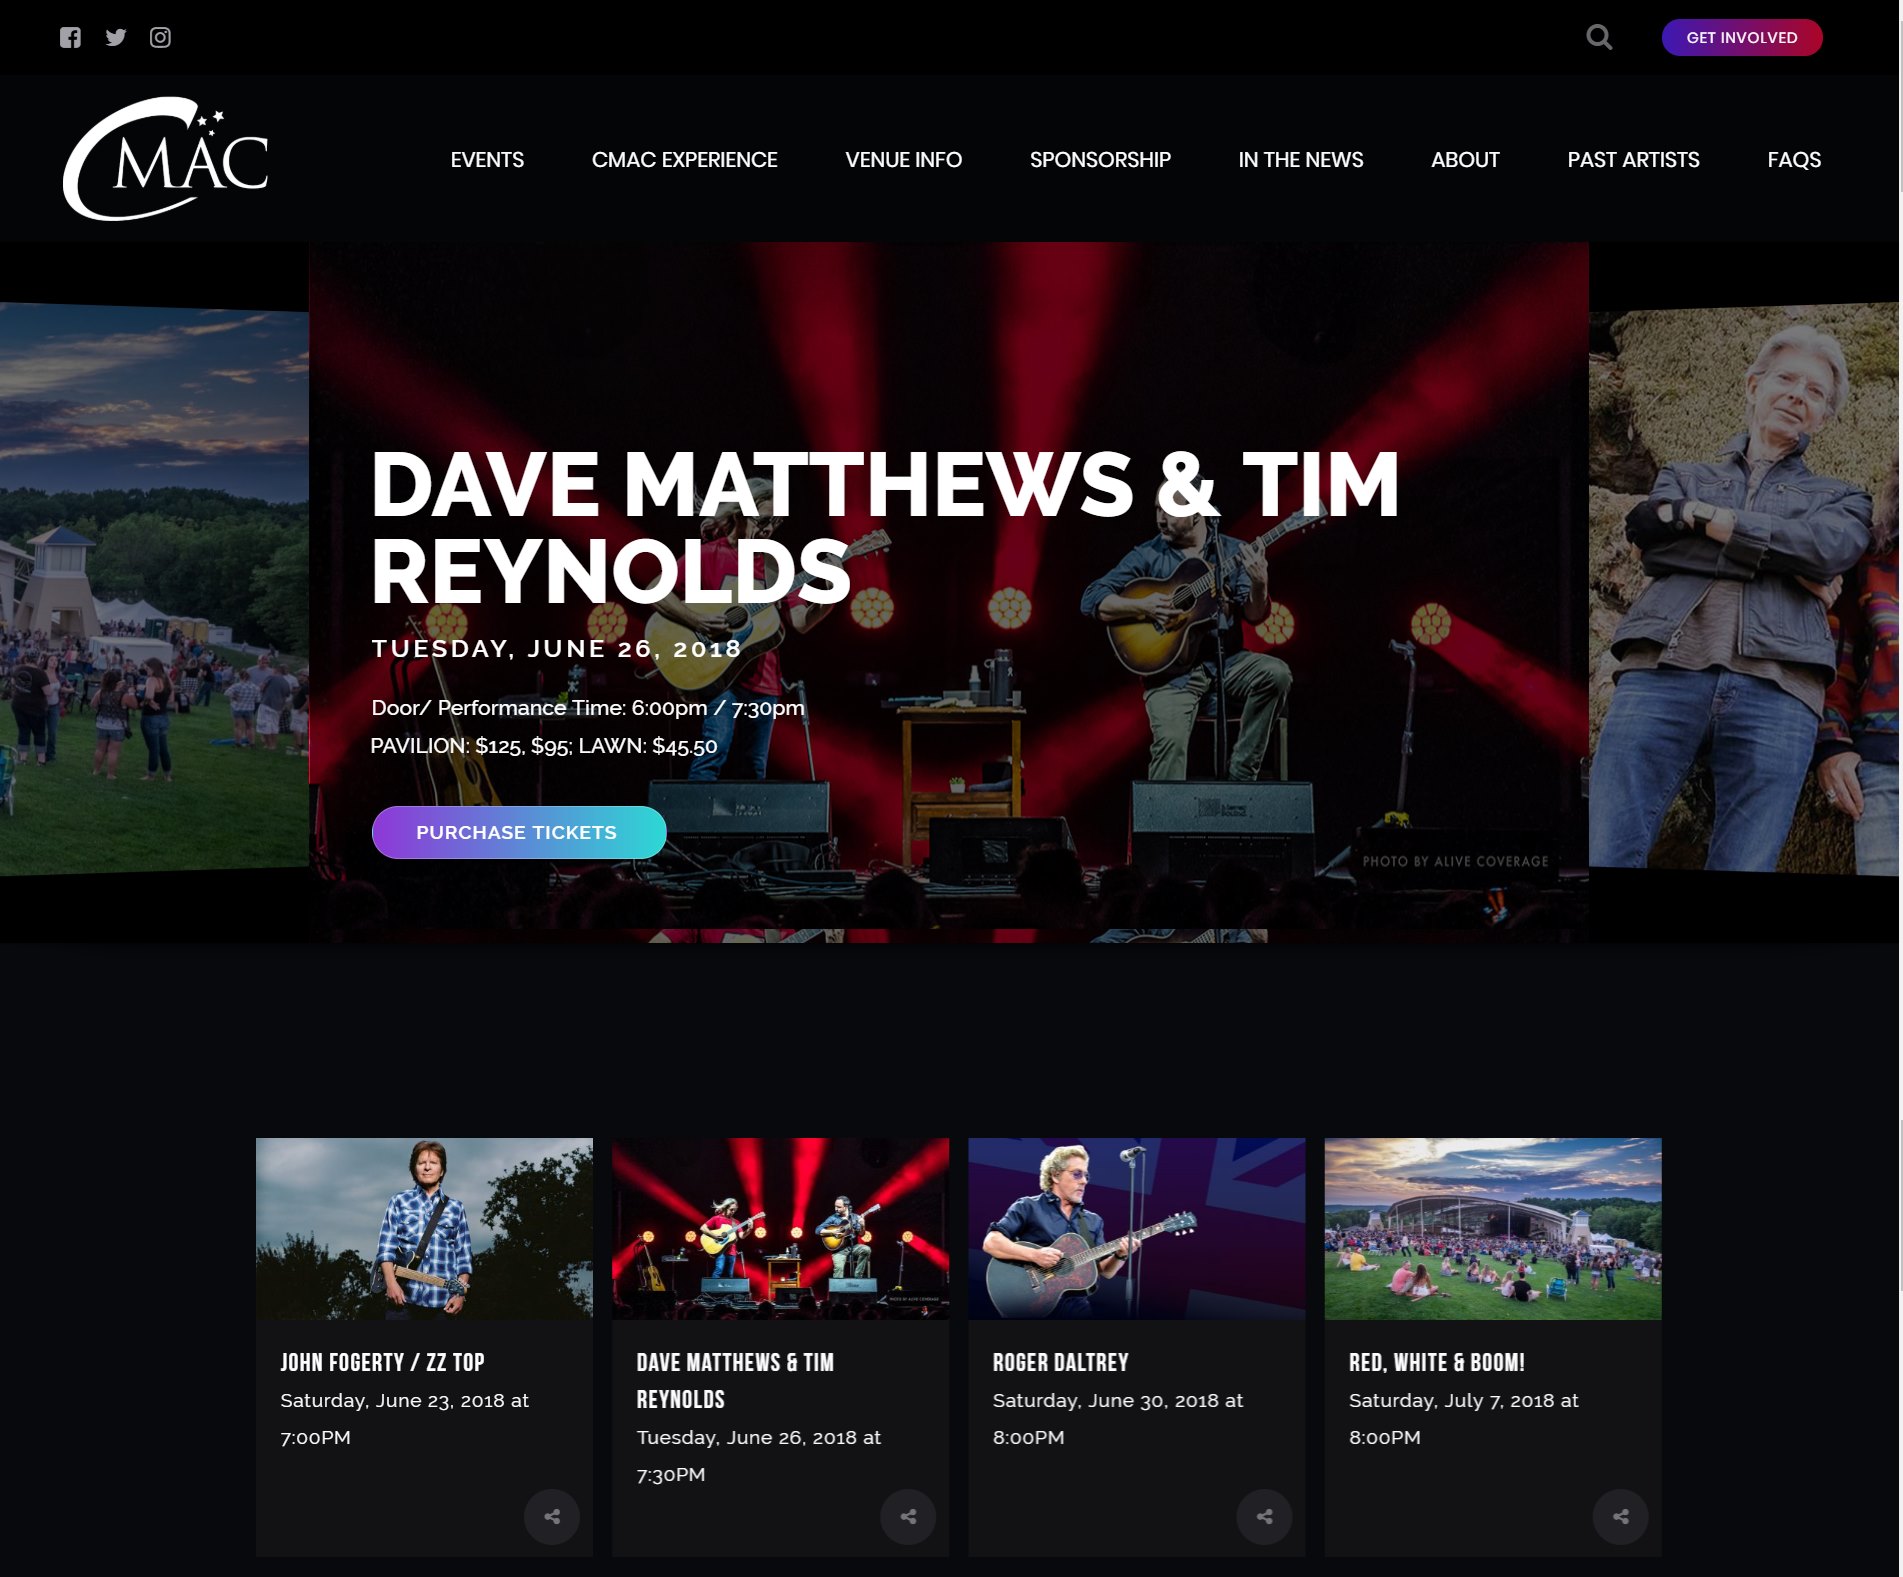 GET INVOLVED
CMAC
EVENTS
CMAC EXPERIENCE
VENUE INFO
SPONSORSHIP
IN THE NEWS
ABOUT
PAST ARTISTS
FAQS
DAVE MATTHEWS & TIM
REYNOLDS
TUESDAY, JUNE 26, 2018
Door/ Performance Time: 6:00pm / 7:30pm
PAVILION: $125, $95; LAWN: $45.50
PURCHASE TICKETS
PHOTO BY ALIVE COVERAGE
JOHN FOGERTY / ZZ TOP
Saturday, June 23, 2018 at
7:00PM
DAVE MATTHEWS & TIM
REYNOLDS
Tuesday, June 26, 2018 at
7:30PM
PHOTO BY ALIVE COVERAGE
ROGER DALTREY
Saturday, June 30, 2018 at
8:00PM
RED, WHITE & BOOM!
Saturday, July 7, 2018 at
8:00PM